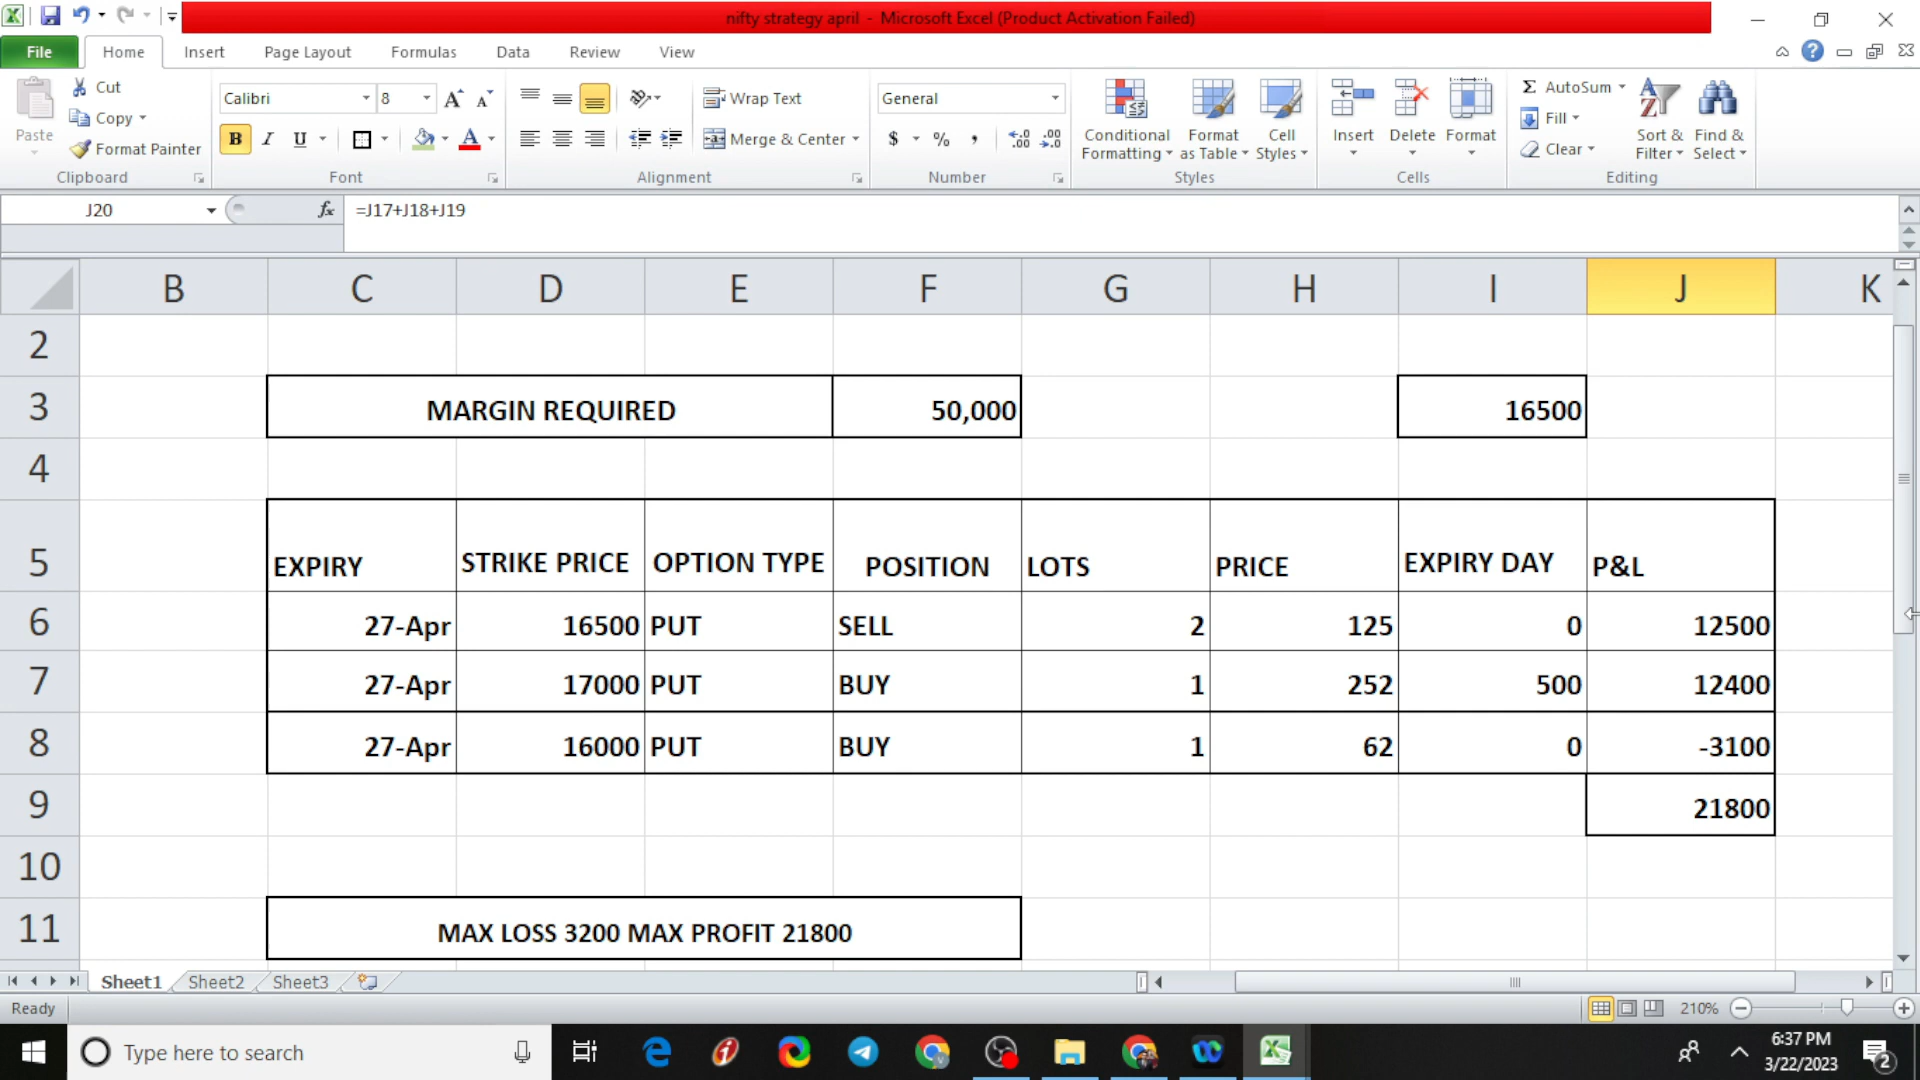 nifty strategy april - Microsoft Excel (Product Activation Failed)
File Home Insert Page Layout Formulas Data Review View
Paste
Cut
Copy
Format Painter
Clipboard
Calibri 8
B I U
Font
Wrap Text
Merge & Center
Alignment
General
$ % ,
Number
Conditional Formatting
Format as Table
Cell Styles
Styles
Insert Delete Format
Cells
AutoSum
Fill
Clear
Sort & Filter
Find & Select
Editing
J20 fx =J17+J18+J19
B C D E F G H I J K
2
3 MARGIN REQUIRED 50,000 16500
4
5 EXPIRY STRIKE PRICE OPTION TYPE POSITION LOTS PRICE EXPIRY DAY P&L
6 27-Apr 16500 PUT SELL 2 125 0 12500
7 27-Apr 17000 PUT BUY 1 252 500 12400
8 27-Apr 16000 PUT BUY 1 62 0 -3100
9 21800
10
11 MAX LOSS 3200 MAX PROFIT 21800
Sheet1 Sheet2 Sheet3
Ready 210%
Type here to search
6:37 PM
3/22/2023
2